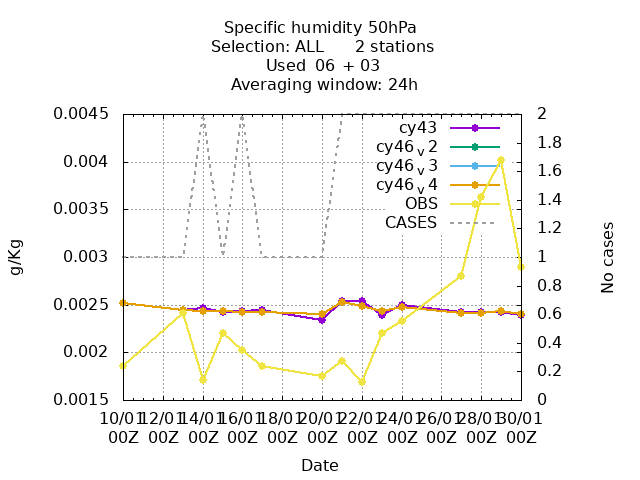 Specific humidity 50hPa
Selection: ALL 2 stations
Used 06 + 03
Averaging window: 24h
0.0045
0.004
0.0035
0.003
0.0025
0.002
0.0015
g/Kg
2
1.8
1.6
1.4
1.2
1
0.8
0.6
0.4
0.2
0
No cases
cy43
cy46v2
cy46v3
cy46v4
OBS
CASES
10/01 12/01 14/01 16/01 18/01 20/01 22/01 24/01 26/01 28/01 30/01
00Z 00Z 00Z 00Z 00Z 00Z 00Z 00Z 00Z 00Z 00Z
Date